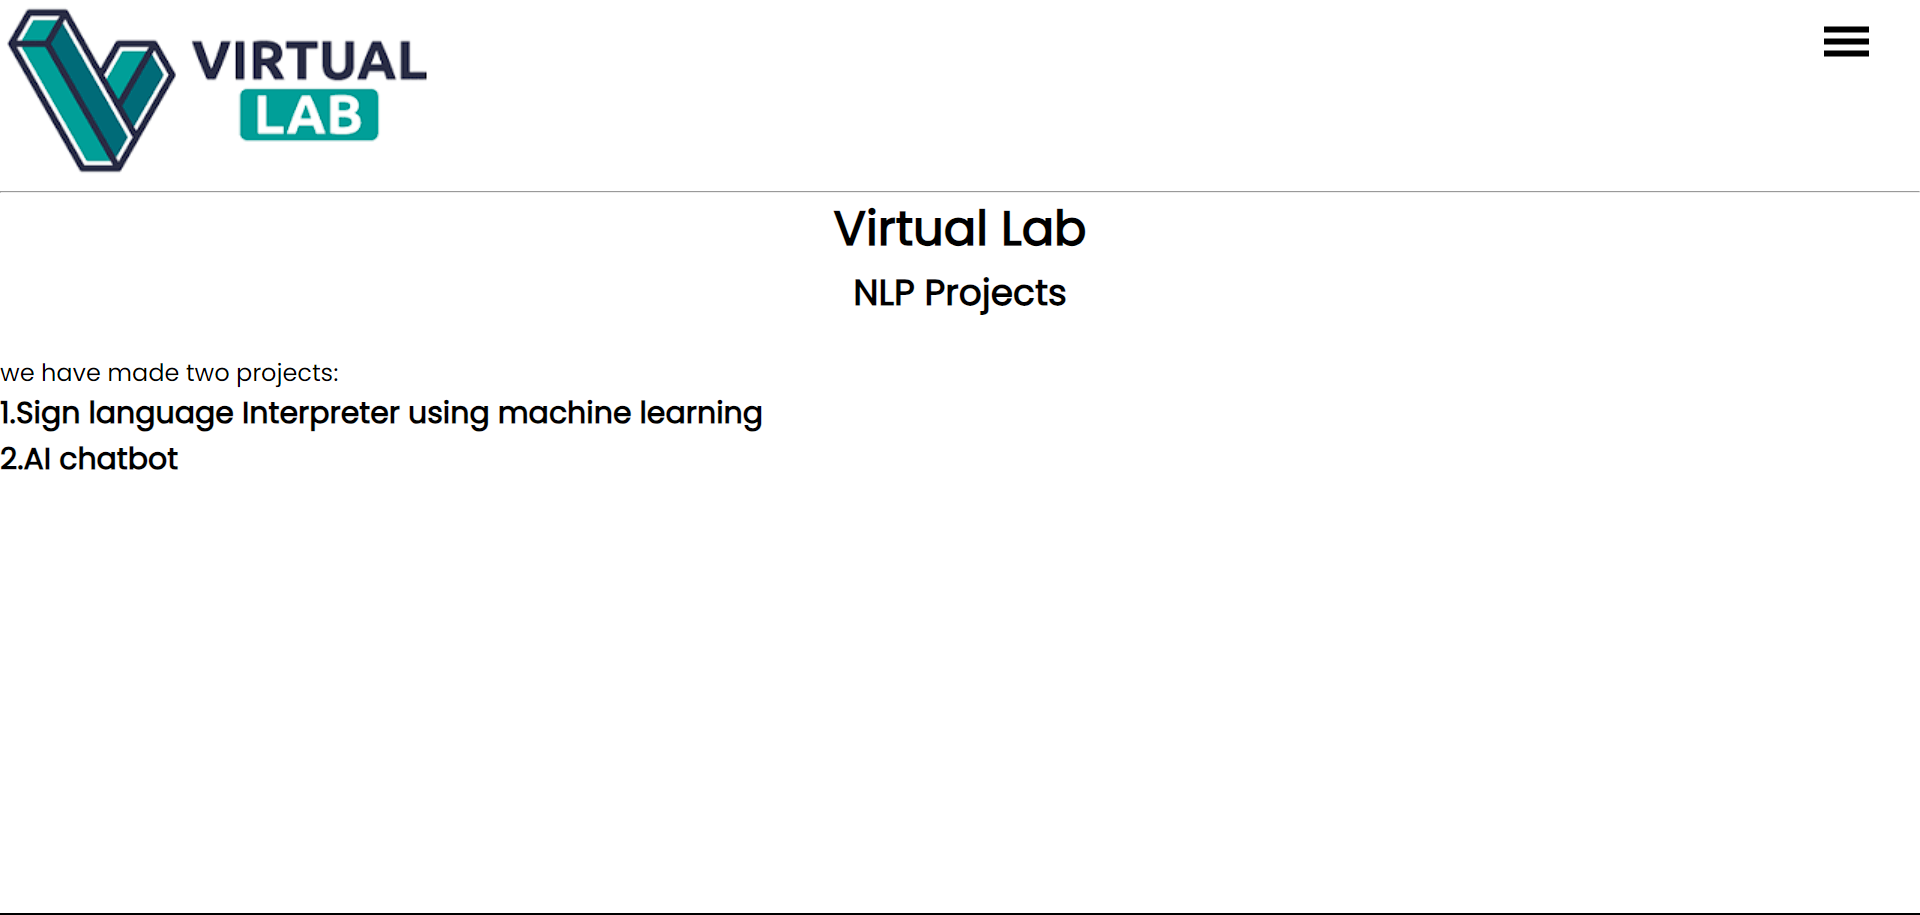 VIRTUAL
LAB
Virtual Lab
NLP Projects
we have made two projects:
1.Sign language Interpreter using machine learning
2.AI chatbot